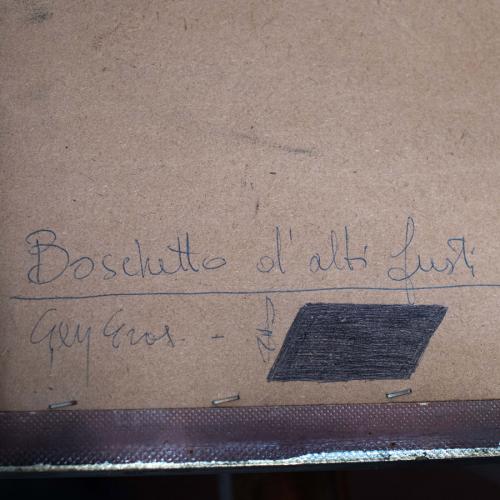 Boschetto d'alti fusti
Gey Eros -